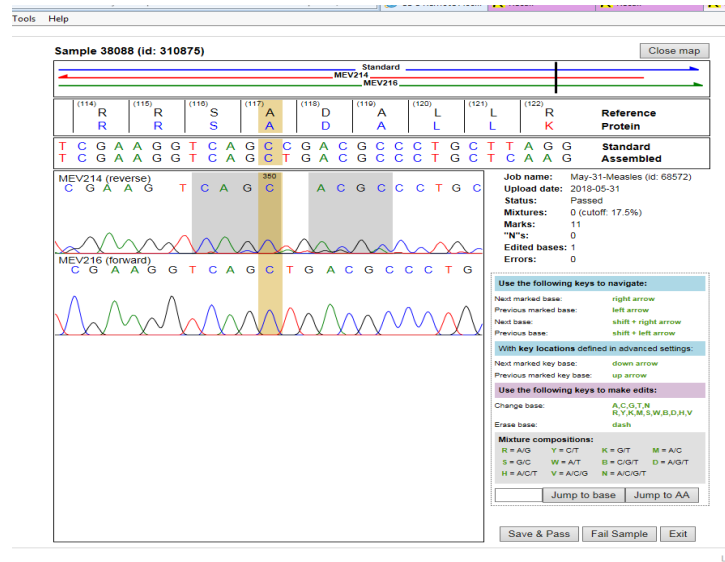 Tools Help
Sample 38088 (id: 310875)
Close map
Standard
MEV214
MEV216
(114) (115) (116) (117) (118) (119) (120) (121) (122)
R R S A D A L L R Reference
R R S A D A L L K Protein
T C G A A G G T C A G C C G A C G C C C T G C T T A G G Standard
T C G A A G G T C A G C T G A C G C C C T G C T C A A G Assembled
MEV214 (reverse)
350
C G A A G T C A G C A C G C C C T G C
MEV216 (forward)
C G A A G G T C A G C T G A C G C C C T G
Job name: May-31-Measles (id: 68572)
Upload date: 2018-05-31
Status: Passed
Mixtures: 0 (cutoff: 17.5%)
Marks: 11
"N"s: 0
Edited bases: 1
Errors: 0
Use the following keys to navigate:
Next marked base: right arrow
Previous marked base: left arrow
Next base: shift + right arrow
Previous base: shift + left arrow
With key locations defined in advanced settings:
Next marked key base: down arrow
Previous marked key base: up arrow
Use the following keys to make edits:
Change base: A,C,G,T,N
R,Y,K,M,S,W,B,D,H,V
Erase base: dash
Mixture compositions:
R = A/G Y = C/T K = G/T M = A/C
S = G/C W = A/T B = C/G/T D = A/G/T
H = A/C/T V = A/C/G N = A/C/G/T
Jump to base Jump to AA
Save & Pass Fail Sample Exit